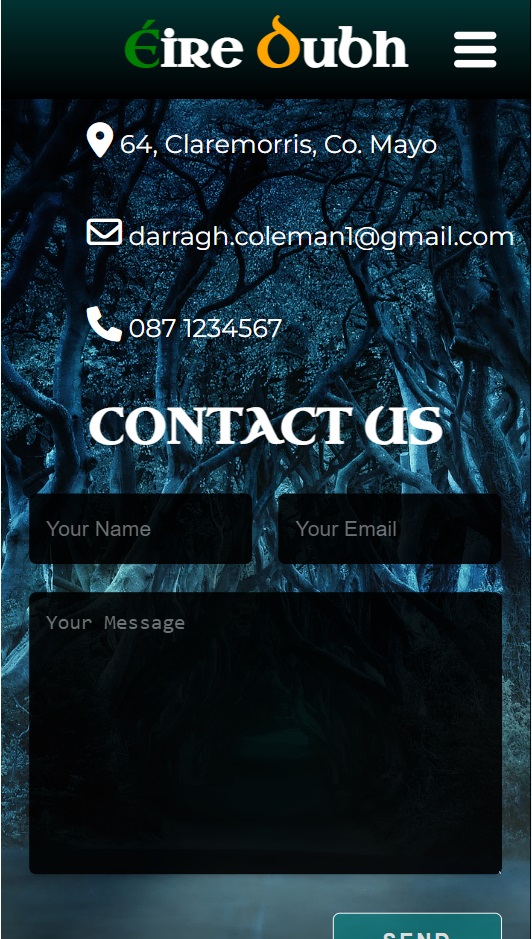 Éire Dubh
64, Claremorris, Co. Mayo
darragh.coleman1@gmail.com
087 1234567
CONTACT US
Your Name
Your Email
Your Message
SEND